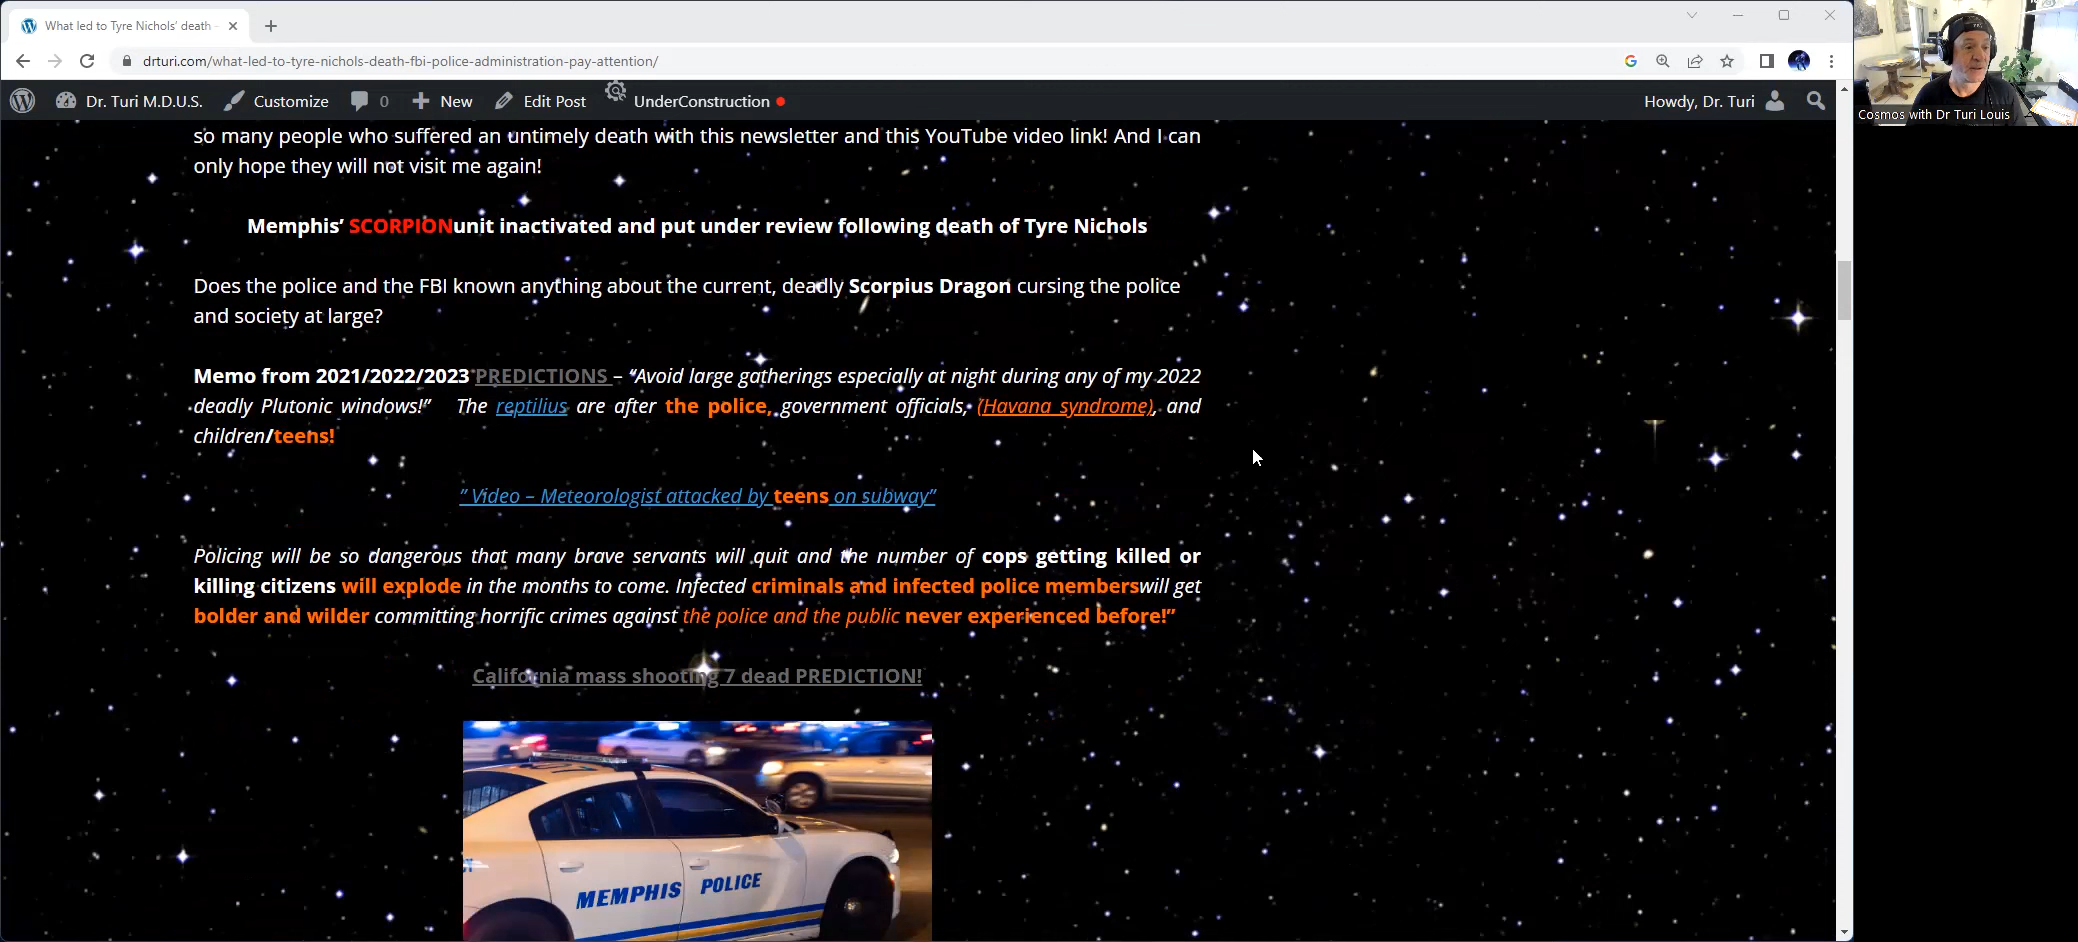 What led to Tyre Nichols' death -
drturi.com/what-led-to-tyre-nichols-death-fbi-police-administration-pay-attention/
Dr. Turi M.D.U.S. Customize 0 New Edit Post UnderConstruction Howdy, Dr. Turi
Cosmos with Dr Turi Louis
so many people who suffered an untimely death with this newsletter and this YouTube video link! And I can
only hope they will not visit me again!
Memphis' SCORPIONunit inactivated and put under review following death of Tyre Nichols
Does the police and the FBI known anything about the current, deadly Scorpius Dragon cursing the police
and society at large?
Memo from 2021/2022/2023 PREDICTIONS – “Avoid large gatherings especially at night during any of my 2022
deadly Plutonic windows!” The reptilius are after the police, government officials, (Havana syndrome), and
children/teens!
” Video – Meteorologist attacked by teens on subway”
Policing will be so dangerous that many brave servants will quit and the number of cops getting killed or
killing citizens will explode in the months to come. Infected criminals and infected police memberswill get
bolder and wilder committing horrific crimes against the police and the public never experienced before!”
California mass shooting 7 dead PREDICTION!
MEMPHIS POLICE